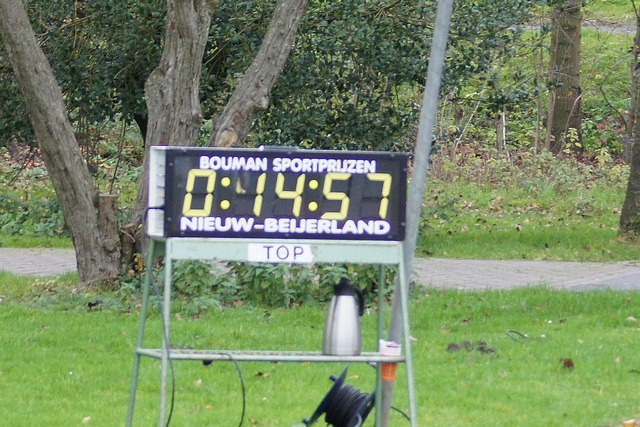 BOUMAN SPORTPRIJZEN
0:14:57
NIEUW-BEIJERLAND
TOP